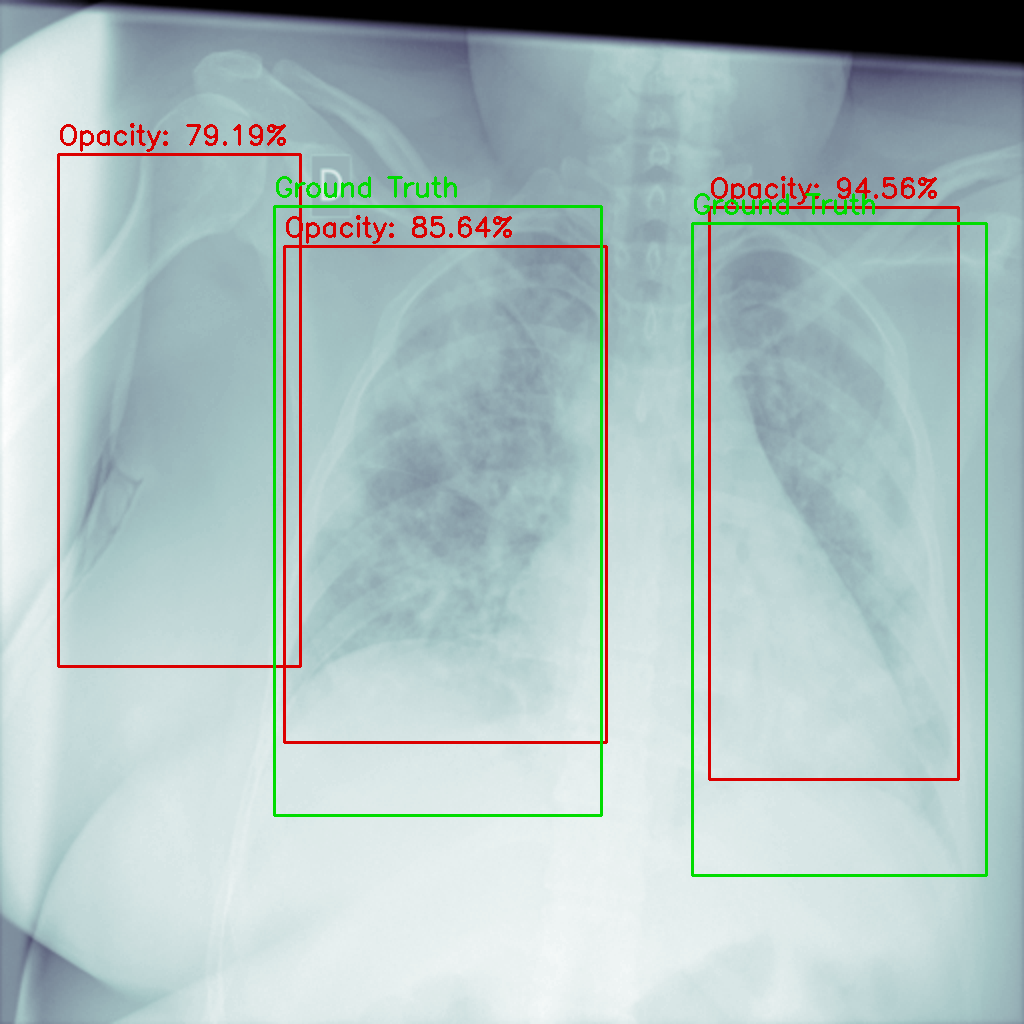 Opacity: 79.19%
D
Ground Truth
Opacity: 85.64%
Opacity: 94.56%
Ground Truth